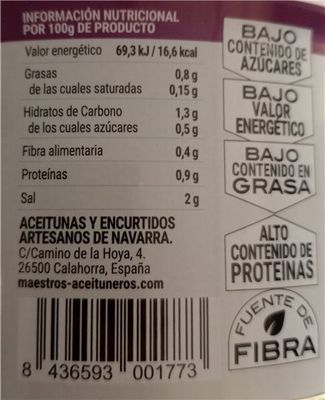 INFORMACIÓN NUTRICIONAL
POR 100g DE PRODUCTO
Valor energético 69,3 kJ / 16,6 kcal
Grasas 0,8 g
de las cuales saturadas 0,15 g
Hidratos de Carbono 1,3 g
de los cuales azúcares 0,5 g
Fibra alimentaria 0,4 g
Proteínas 0,9 g
Sal 2 g
ACEITUNAS Y ENCURTIDOS
ARTESANOS DE NAVARRA.
C/Camino de la Hoya, 4.
26500 Calahorra, España
maestros-aceituneros.com
8 436593 001773
BAJO
CONTENIDO DE
AZÚCARES
BAJO
VALOR
ENERGÉTICO
BAJO
CONTENIDO EN
GRASA
ALTO
CONTENIDO DE
PROTEÍNAS
FUENTE DE
FIBRA